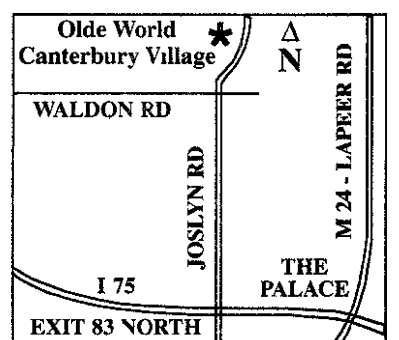 Olde World
Canterbury Village
*
Δ
N
WALDON RD
JOSLYN RD
M 24 - LAPEER RD
I 75
THE
PALACE
EXIT 83 NORTH